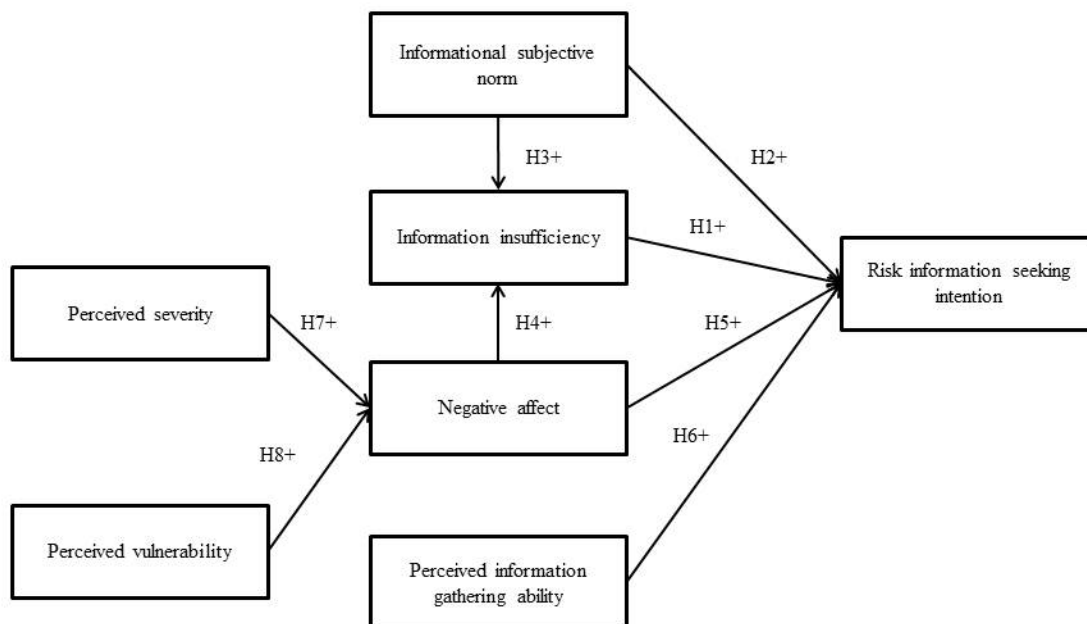 Informational subjective
norm
H3+
H2+
Information insufficiency
H1+
Risk information seeking
intention
Perceived severity
H7+
H4+
H5+
Negative affect
H6+
H8+
Perceived vulnerability
Perceived information
gathering ability